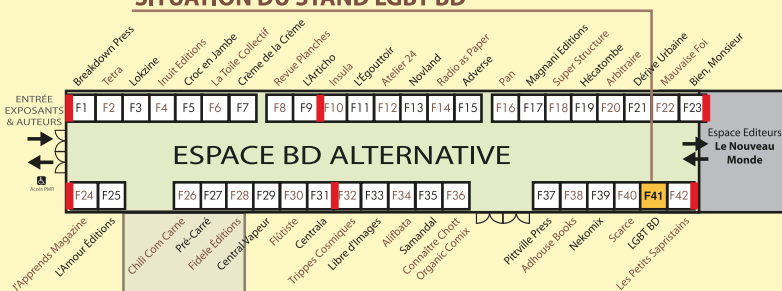 SITUATION DU STAND LGBT BD
Breakdown Press
Tetra
Lokzine
Inuit Editions
Croc en Jambe
La Toile Collectif
Crème de la Crème
Revue Planches
L'Articho
Insula
L'Égouttoir
Atelier 24
Novland
Radio as Paper
Adverse
Pan
Magnani Editions
Super Structure
Hécatombe
Arbitraire
Dérive Urbaine
Mauvaise Foi
Bien, Monsieur
ENTRÉE
EXPOSANTS
& AUTEURS
Accès PMR
F1 F2 F3 F4 F5 F6 F7 F8 F9 F10 F11 F12 F13 F14 F15 F16 F17 F18 F19 F20 F21 F22 F23
ESPACE BD ALTERNATIVE
Espace Editeurs
Le Nouveau
Monde
F24 F25 F26 F27 F28 F29 F30 F31 F32 F33 F34 F35 F36 F37 F38 F39 F40 F41 F42
J'Apprends Magazine
L'Amour Éditions
Chili Com Carne
Pré-Carré
Fidele Éditions
Central Vapeur
Flûtiste
Centrala
Trippes Cosmiques
Libre d'Images
Alifbata
Samandal
Connaître Chott
Organic Comix
Pittville Press
Adhouse Books
Nekomix
Scarce
LGBT BD
Les Petits Sapristains